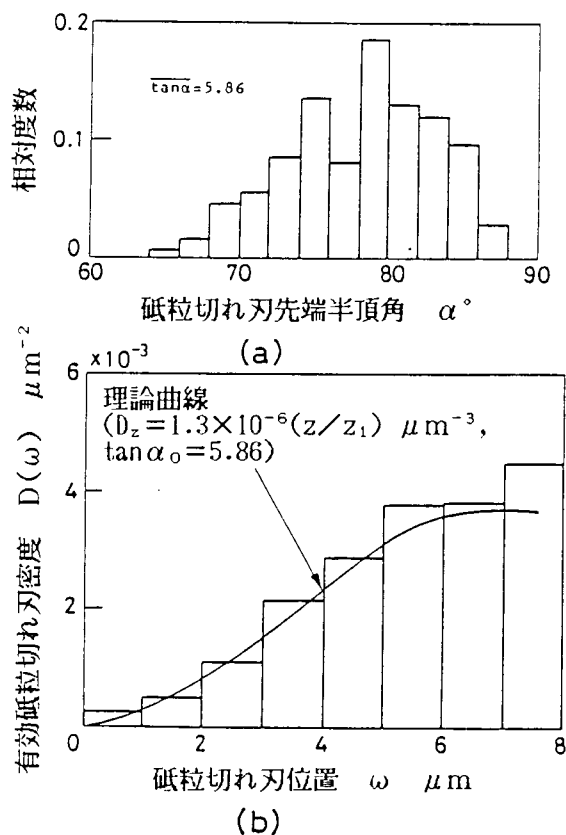 0.2
0.1
0
相対度数
tanα=5.86
60 70 80 90
砥粒切れ刃先端半頂角 α°
(a)
×10⁻³
6
4
2
0
有効砥粒切れ刃密度 D(ω) μm⁻²
理論曲線
(D_z=1.3×10⁻⁶(z/z₁) μm⁻³,
tanα₀=5.86)
0 2 4 6 8
砥粒切れ刃位置 ω μm
(b)